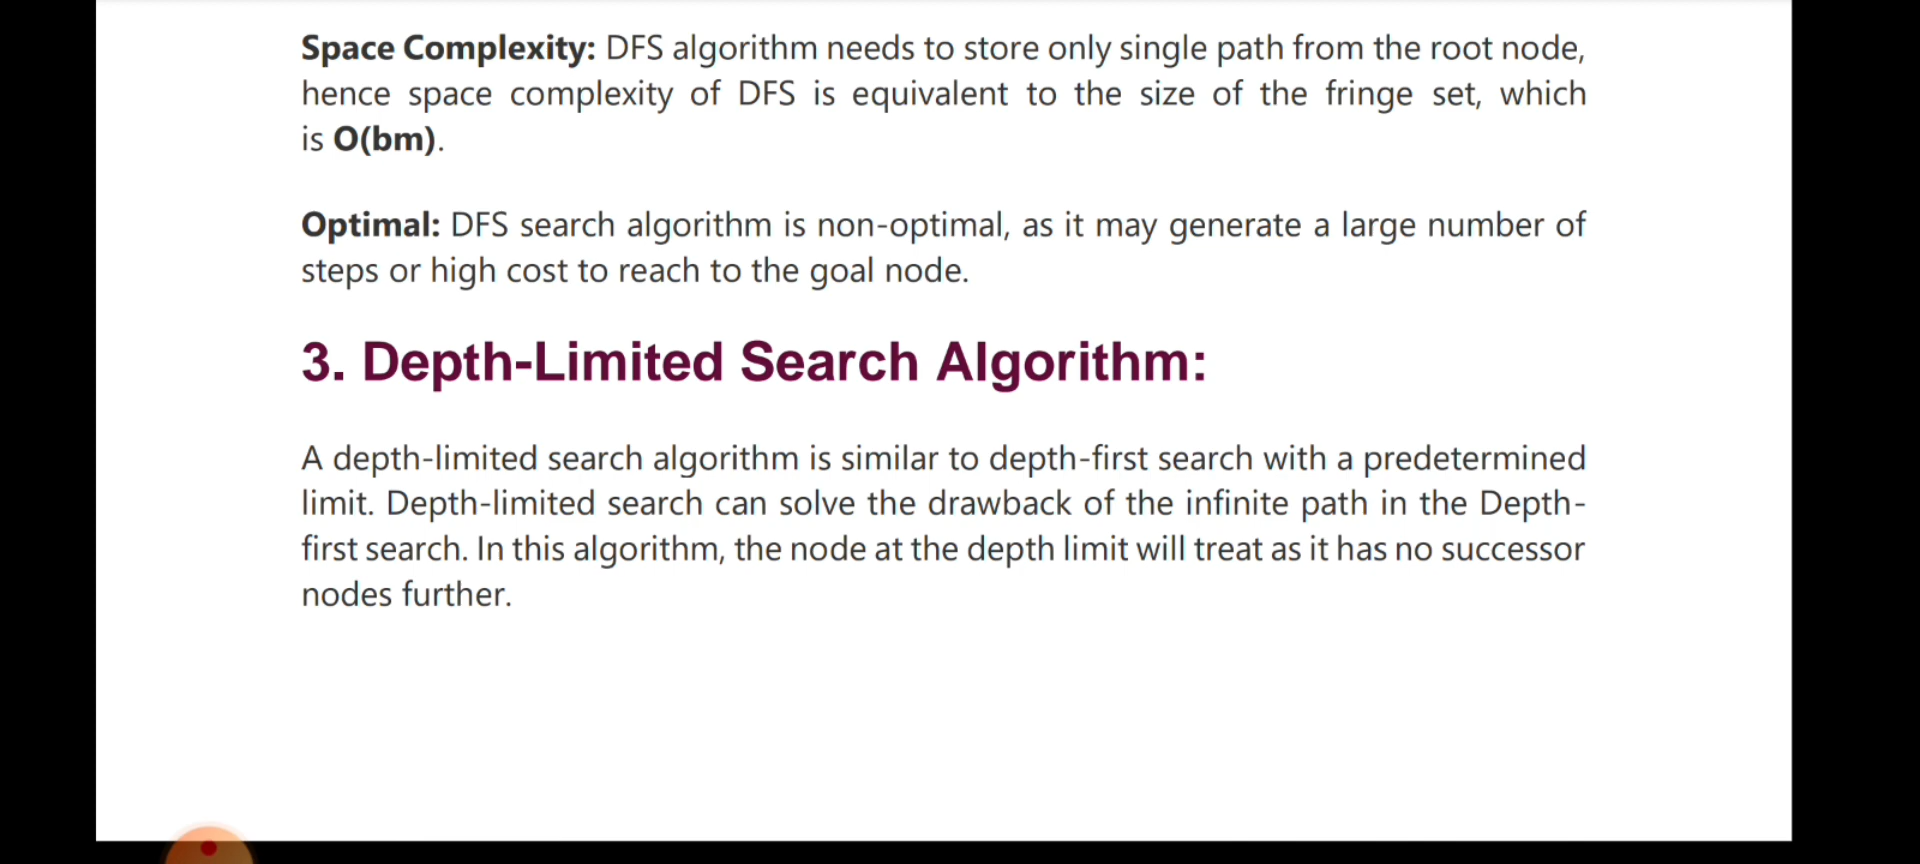 Space Complexity: DFS algorithm needs to store only single path from the root node,
hence space complexity of DFS is equivalent to the size of the fringe set, which
is O(bm).
Optimal: DFS search algorithm is non-optimal, as it may generate a large number of
steps or high cost to reach to the goal node.
3. Depth-Limited Search Algorithm:
A depth-limited search algorithm is similar to depth-first search with a predetermined
limit. Depth-limited search can solve the drawback of the infinite path in the Depth-
first search. In this algorithm, the node at the depth limit will treat as it has no successor
nodes further.